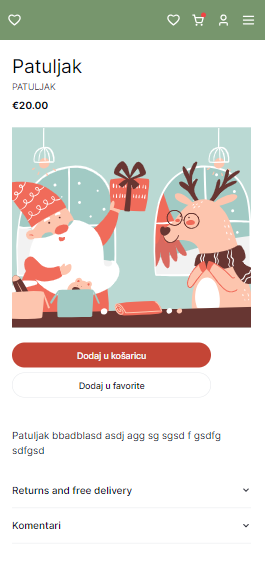 Patuljak
PATULJAK
€20.00
Dodaj u košaricu
Dodaj u favorite
Patuljak bbadblasd asdj agg sg sgsd f gsdfg
sdfgsd
Returns and free delivery
Komentari